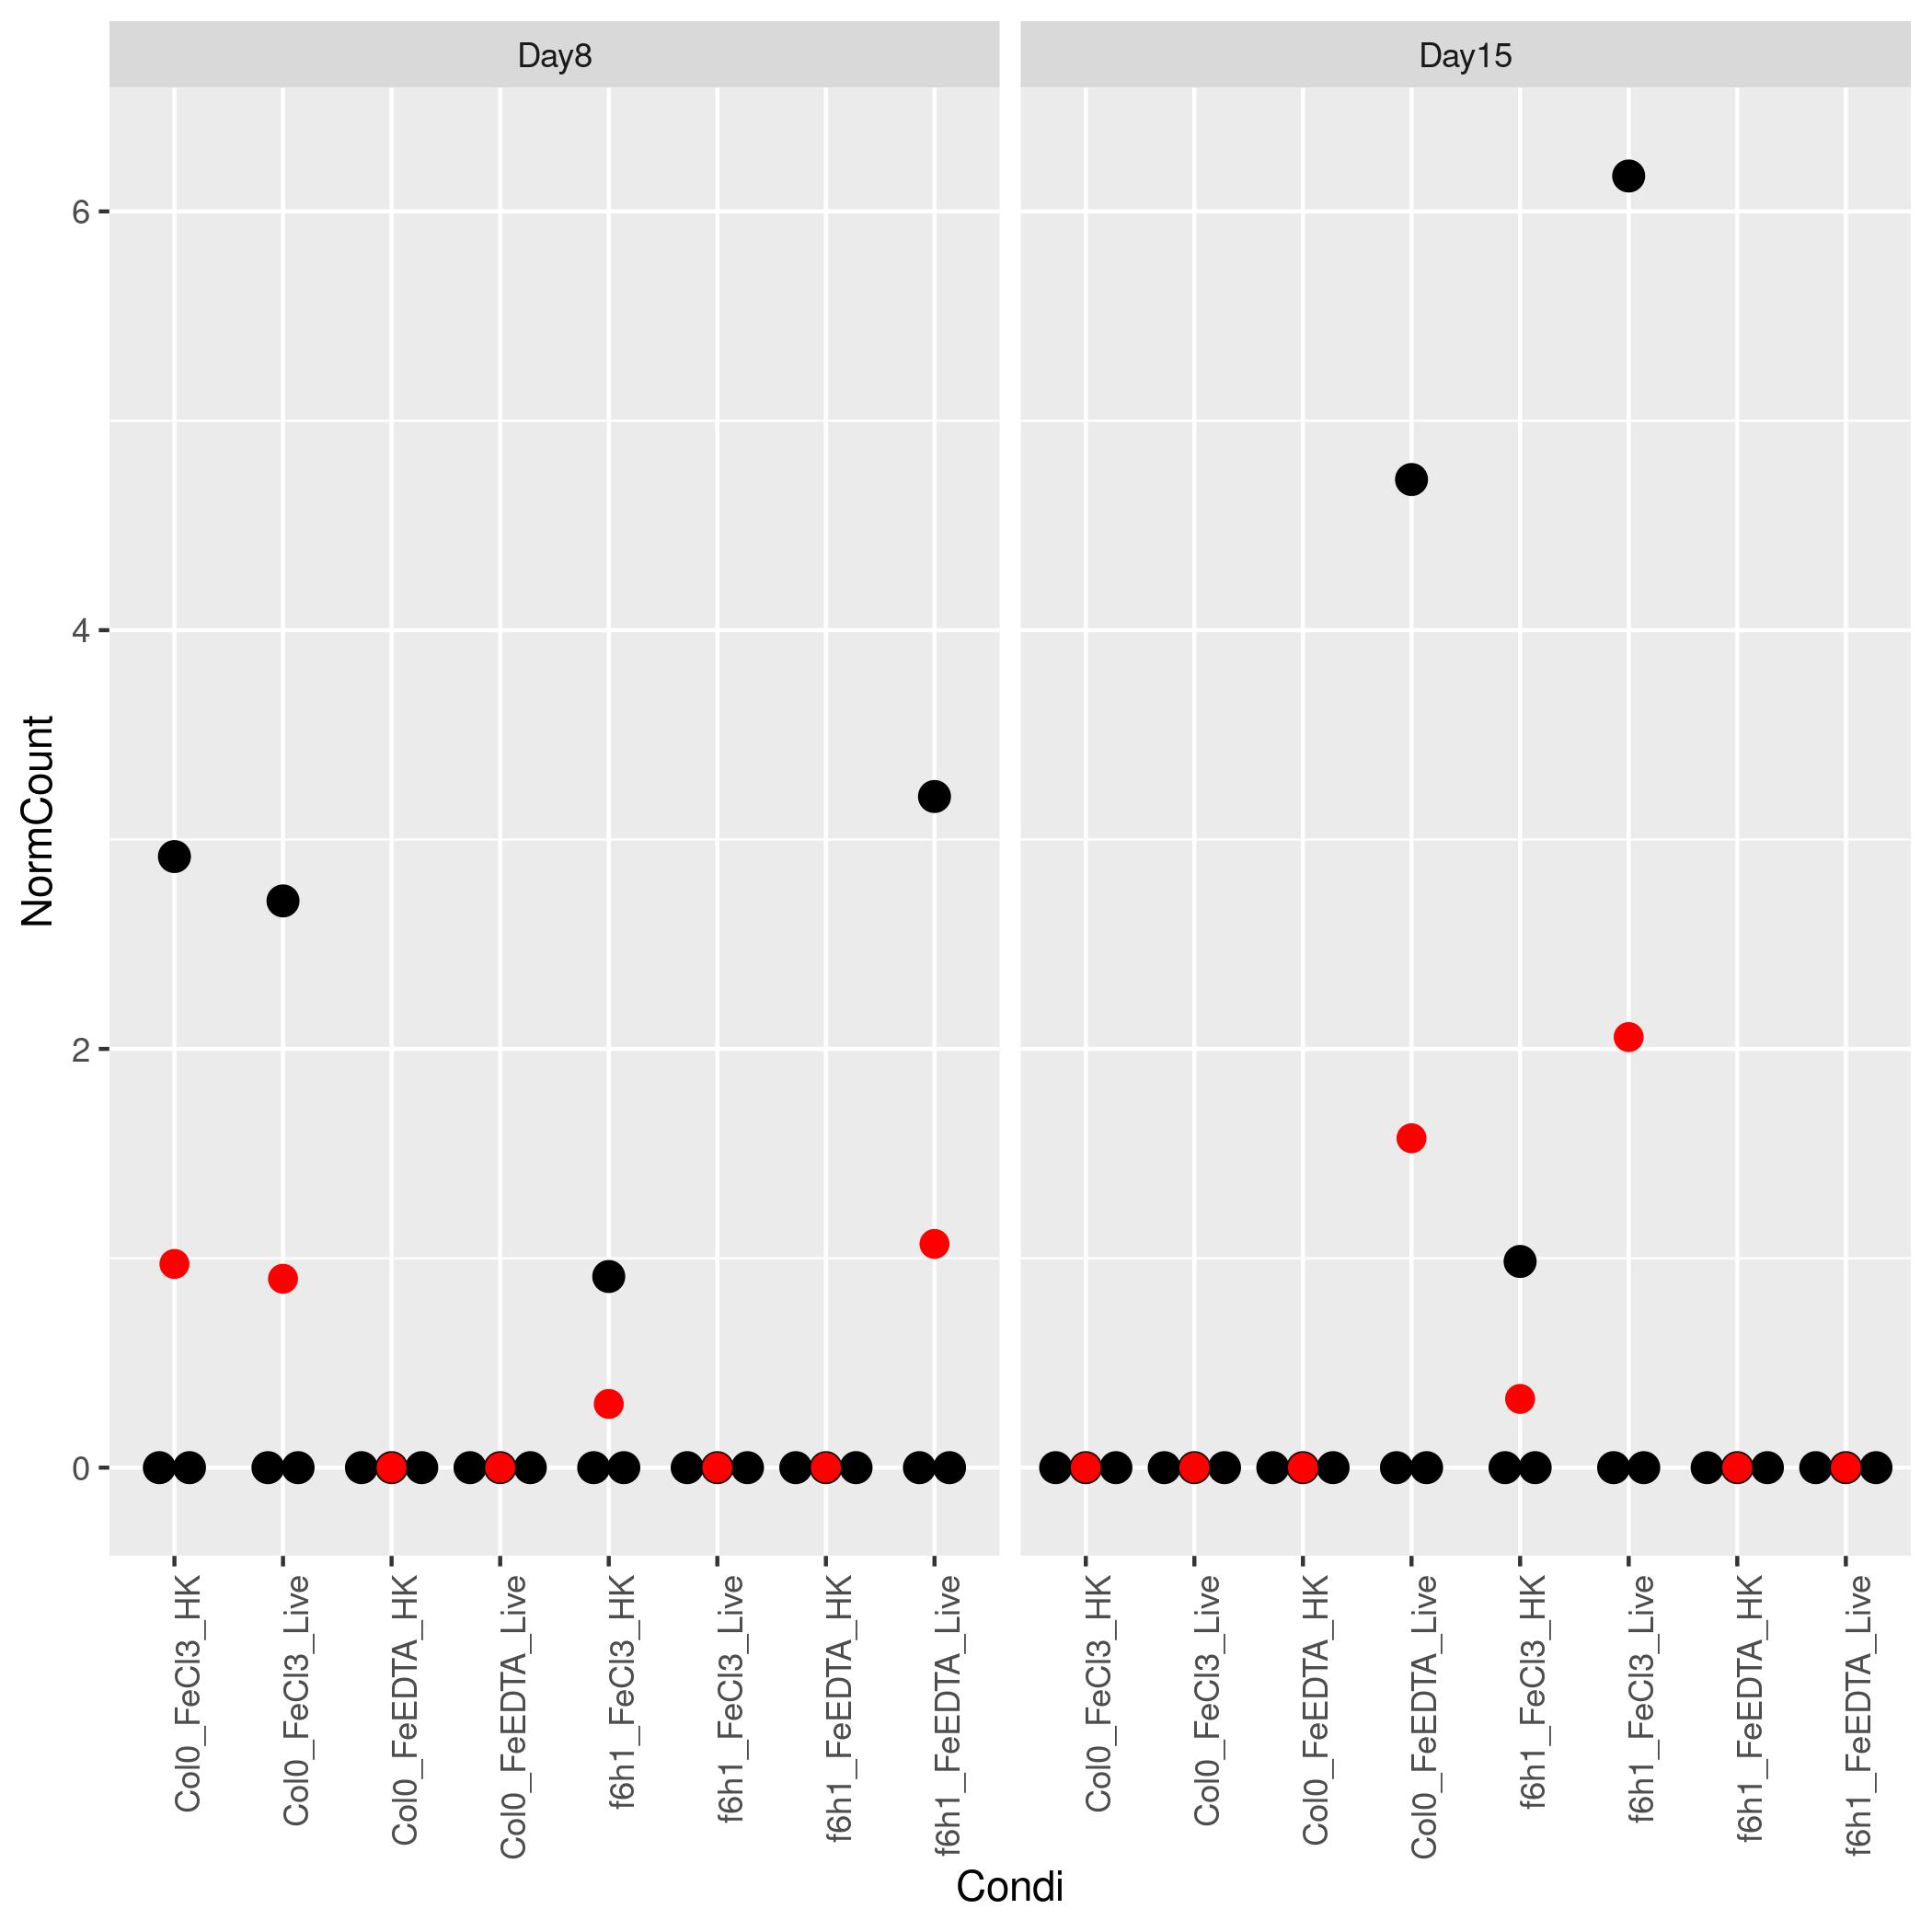 Day8
Day15
NormCount
6
4
2
0
Col0_FeCl3_HK
Col0_FeCl3_Live
Col0_FeEDTA_HK
Col0_FeEDTA_Live
f6h1_FeCl3_HK
f6h1_FeCl3_Live
f6h1_FeEDTA_HK
f6h1_FeEDTA_Live
Col0_FeCl3_HK
Col0_FeCl3_Live
Col0_FeEDTA_HK
Col0_FeEDTA_Live
f6h1_FeCl3_HK
f6h1_FeCl3_Live
f6h1_FeEDTA_HK
f6h1_FeEDTA_Live
Condi